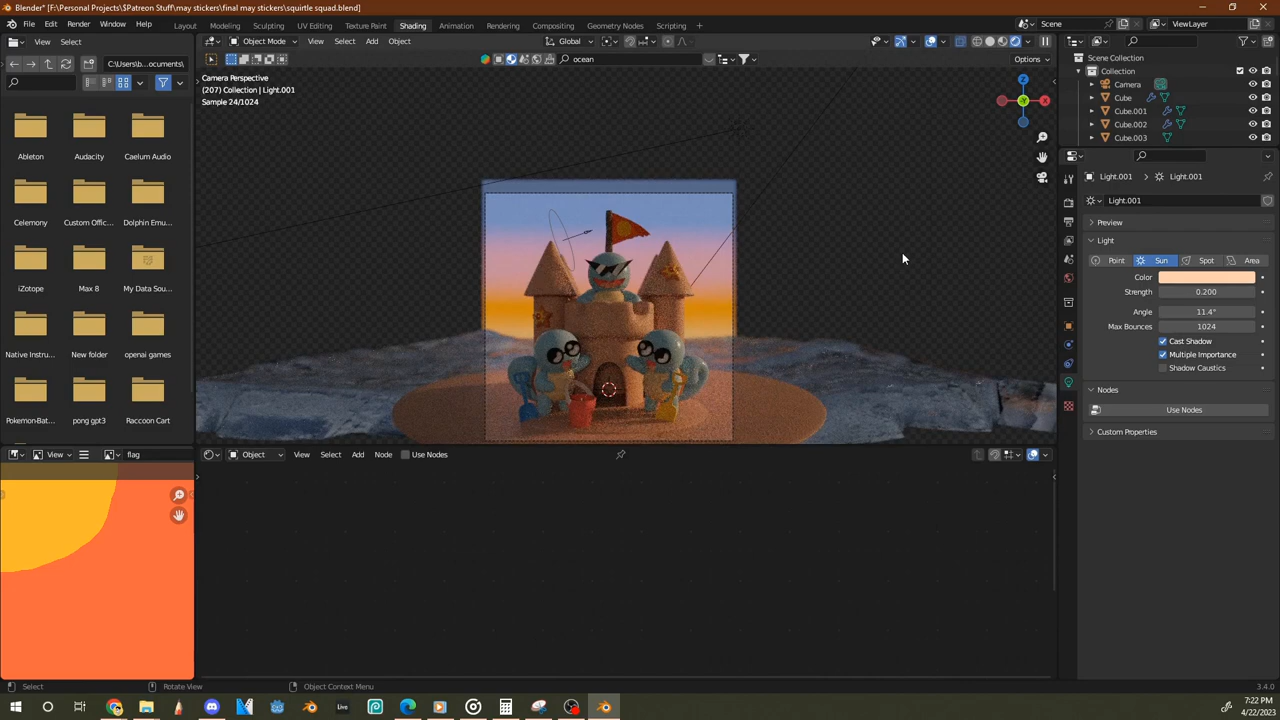 Blender* [F:\Personal Projects\$Patreon Stuff\may stickers\final may stickers\squirtle squad.blend]
File Edit Render Window Help Layout Modeling Sculpting UV Editing Texture Paint Shading Animation Rendering Compositing Geometry Nodes Scripting Scene ViewLayer
View Select Object Mode View Select Add Object Global
C:\Users\b...ocuments\ ocean Options
Camera Perspective
(207) Collection | Light.001
Sample 24/1024
Ableton Audacity Caelum Audio
Celemony Custom Offic... Dolphin Emu...
iZotope Max 8 My Data Sou...
Native Instru... New folder openai games
Pokemon-Bat... pong gpt3 Raccoon Cart
Z
-Y
X
Scene Collection
Collection
Camera
Cube
Cube.001
Cube.002
Cube.003
Light.001 Light.001
Light.001
Preview
Light
Point Sun Spot Area
Color
Strength 0.200
Angle 11.4°
Max Bounces 1024
Cast Shadow
Multiple Importance
Shadow Caustics
Nodes
Use Nodes
Custom Properties
View flag Object View Select Add Node Use Nodes
Select Rotate View Object Context Menu 3.4.0
Live
7:22 PM
4/22/2023